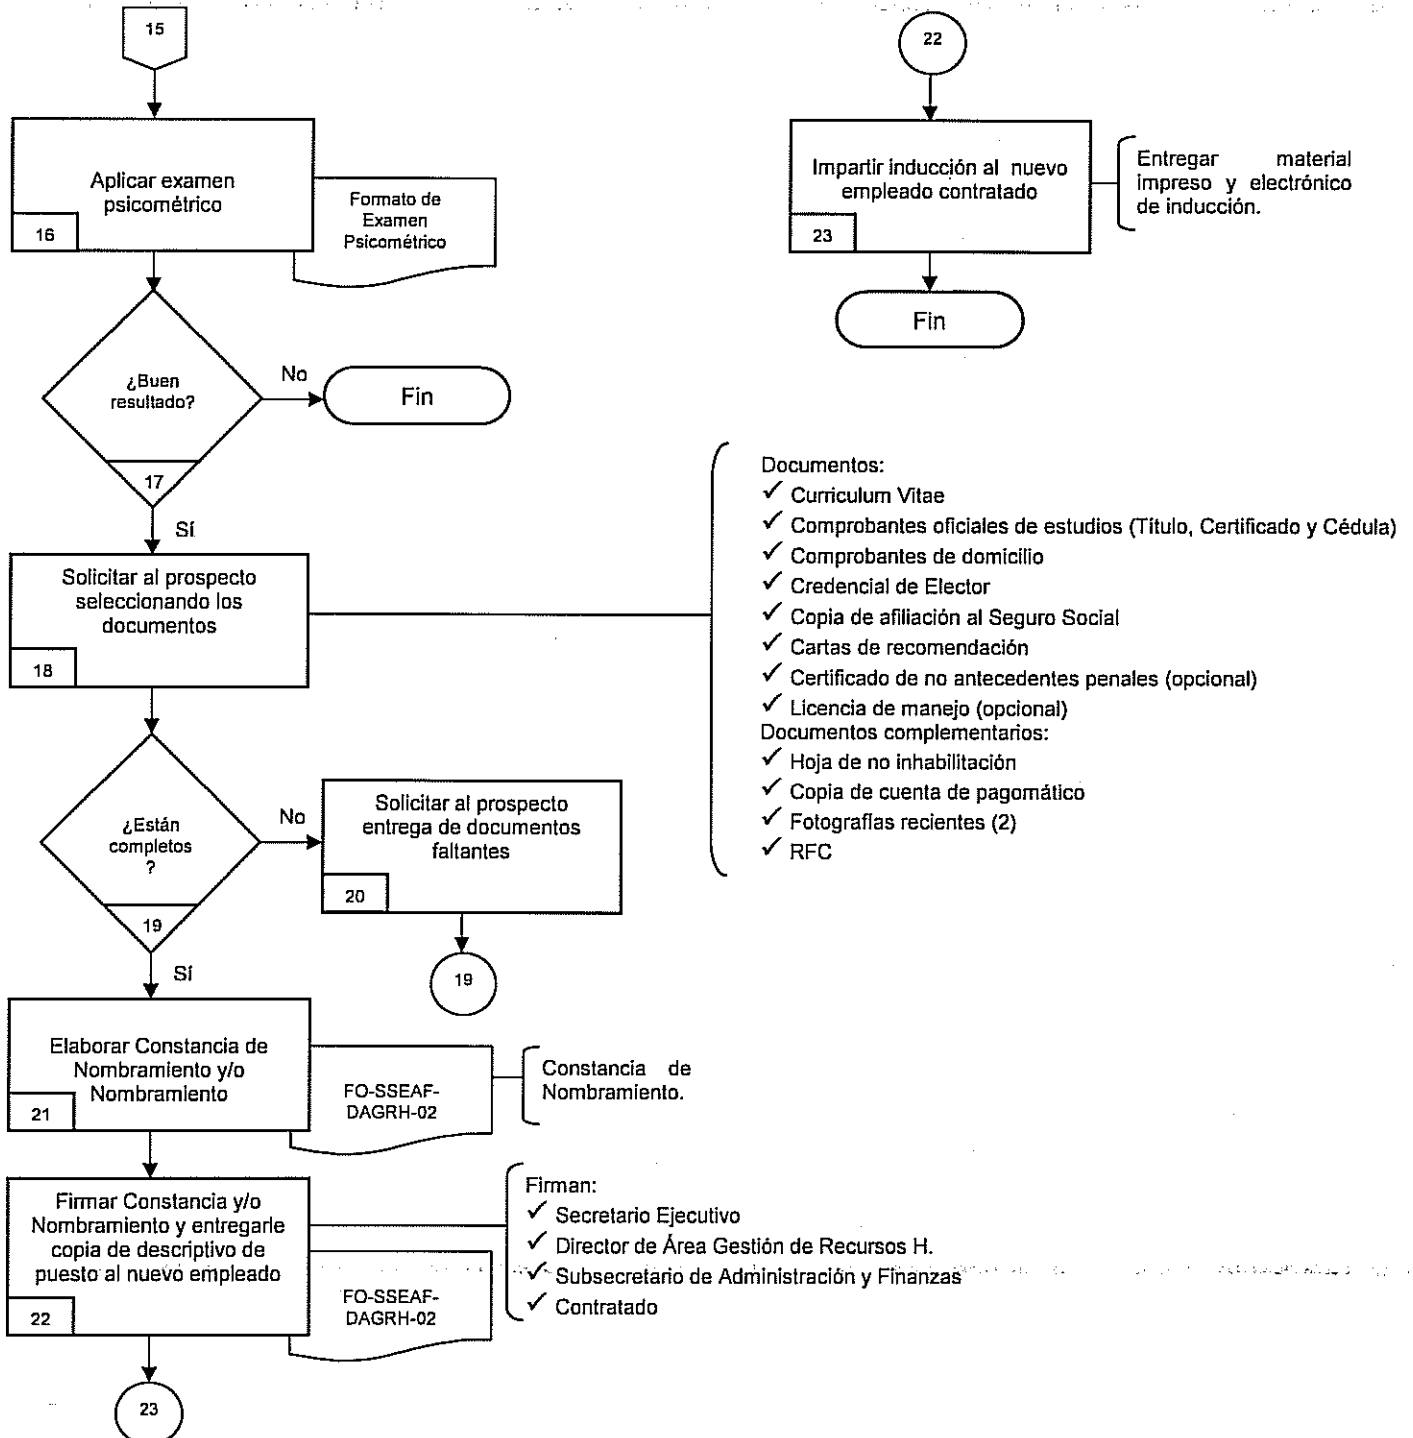 15
Aplicar examen
psicométrico
16
Formato de
Examen
Psicométrico
¿Buen
resultado?
17
No
Fin
Sí
Solicitar al prospecto
seleccionando los
documentos
18
¿Están
completos
?
19
No
Solicitar al prospecto
entrega de documentos
faltantes
20
19
Sí
Elaborar Constancia de
Nombramiento y/o
Nombramiento
21
FO-SSEAF-
DAGRH-02
Constancia de
Nombramiento.
Firmar Constancia y/o
Nombramiento y entregarle
copia de descriptivo de
puesto al nuevo empleado
22
FO-SSEAF-
DAGRH-02
Firman:
✓ Secretario Ejecutivo
✓ Director de Área Gestión de Recursos H.
✓ Subsecretario de Administración y Finanzas
✓ Contratado
23
22
Impartir inducción al nuevo
empleado contratado
23
Entregar material
impreso y electrónico
de inducción.
Fin
Documentos:
✓ Curriculum Vitae
✓ Comprobantes oficiales de estudios (Título, Certificado y Cédula)
✓ Comprobantes de domicilio
✓ Credencial de Elector
✓ Copia de afiliación al Seguro Social
✓ Cartas de recomendación
✓ Certificado de no antecedentes penales (opcional)
✓ Licencia de manejo (opcional)
Documentos complementarios:
✓ Hoja de no inhabilitación
✓ Copia de cuenta de pagomático
✓ Fotografías recientes (2)
✓ RFC